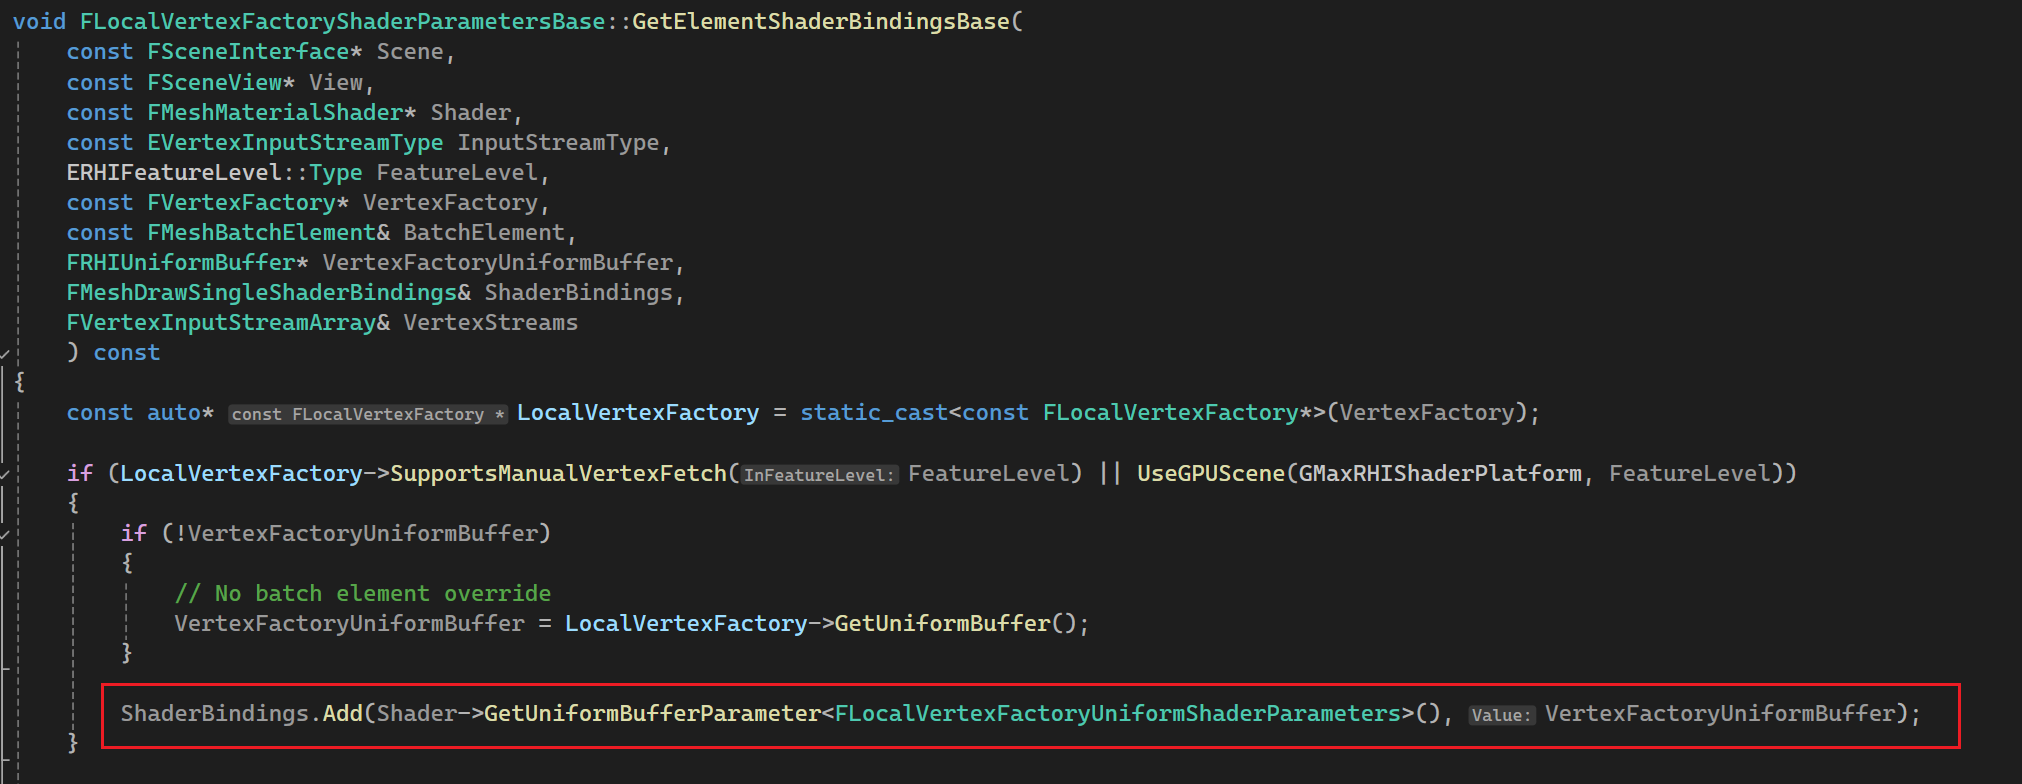 void FLocalVertexFactoryShaderParametersBase::GetElementShaderBindingsBase(
const FSceneInterface* Scene,
const FSceneView* View,
const FMeshMaterialShader* Shader,
const EVertexInputStreamType InputStreamType,
ERHIFeatureLevel::Type FeatureLevel,
const FVertexFactory* VertexFactory,
const FMeshBatchElement& BatchElement,
FRHIUniformBuffer* VertexFactoryUniformBuffer,
FMeshDrawSingleShaderBindings& ShaderBindings,
FVertexInputStreamArray& VertexStreams
) const
{
const auto* const FLocalVertexFactory * LocalVertexFactory = static_cast<const FLocalVertexFactory*>(VertexFactory);
if (LocalVertexFactory->SupportsManualVertexFetch(InFeatureLevel: FeatureLevel) || UseGPUScene(GMaxRHIShaderPlatform, FeatureLevel))
{
if (!VertexFactoryUniformBuffer)
{
// No batch element override
VertexFactoryUniformBuffer = LocalVertexFactory->GetUniformBuffer();
}
ShaderBindings.Add(Shader->GetUniformBufferParameter<FLocalVertexFactoryUniformShaderParameters>(), Value: VertexFactoryUniformBuffer);
}